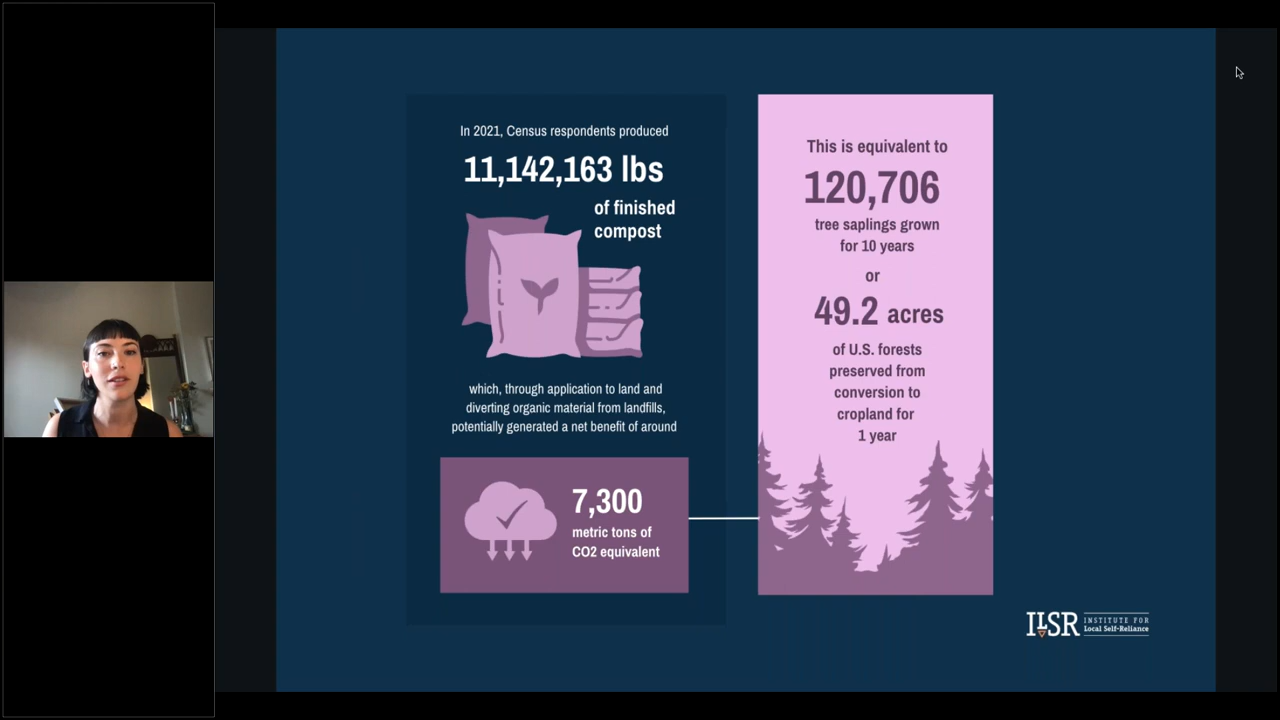 In 2021, Census respondents produced
11,142,163 lbs
of finished
compost
which, through application to land and
diverting organic material from landfills,
potentially generated a net benefit of around
7,300
metric tons of
CO2 equivalent
This is equivalent to
120,706
tree saplings grown
for 10 years
or
49.2 acres
of U.S. forests
preserved from
conversion to
cropland for
1 year
ILSR
INSTITUTE FOR
Local Self-Reliance